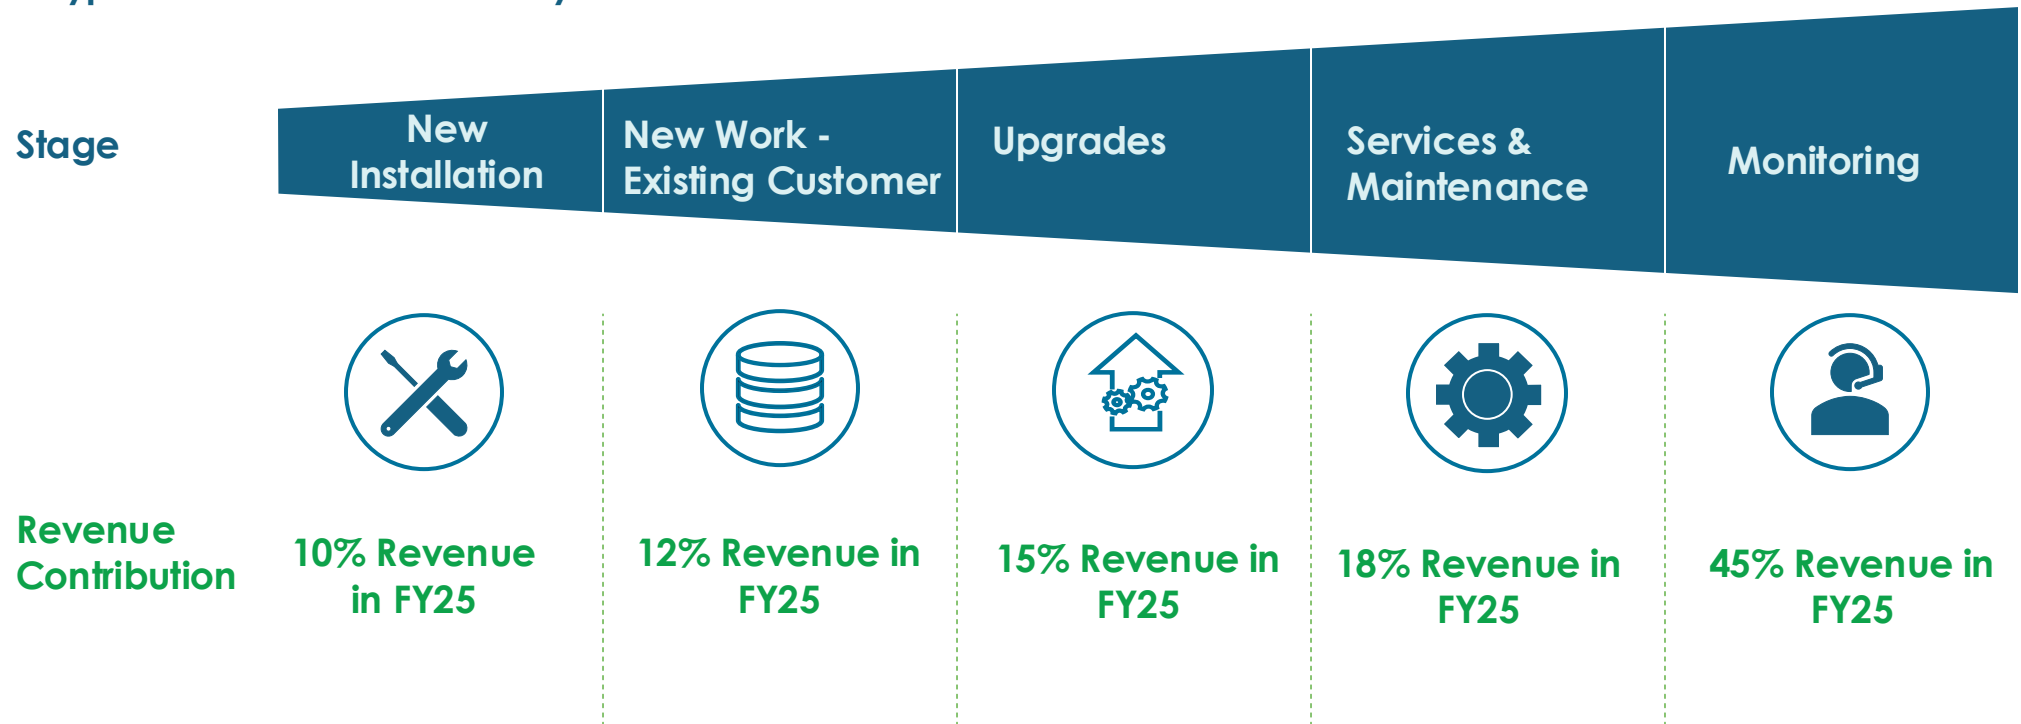 Stage
New
Installation
New Work -
Existing Customer
Upgrades
Services &
Maintenance
Monitoring
Revenue
Contribution
10% Revenue
in FY25
12% Revenue in
FY25
15% Revenue in
FY25
18% Revenue in
FY25
45% Revenue in
FY25